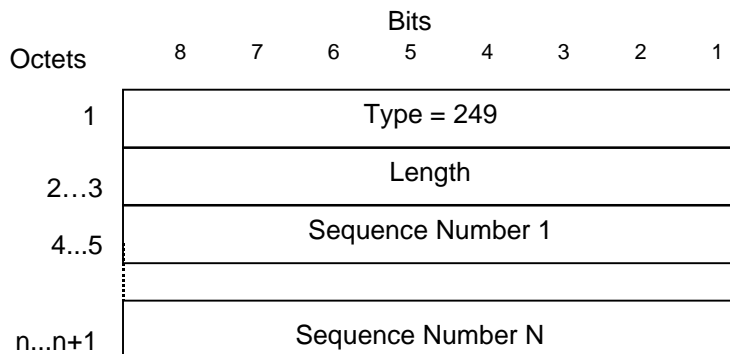 Bits
Octets 8 7 6 5 4 3 2 1
1 Type = 249
2…3 Length
4...5 Sequence Number 1
n...n+1 Sequence Number N